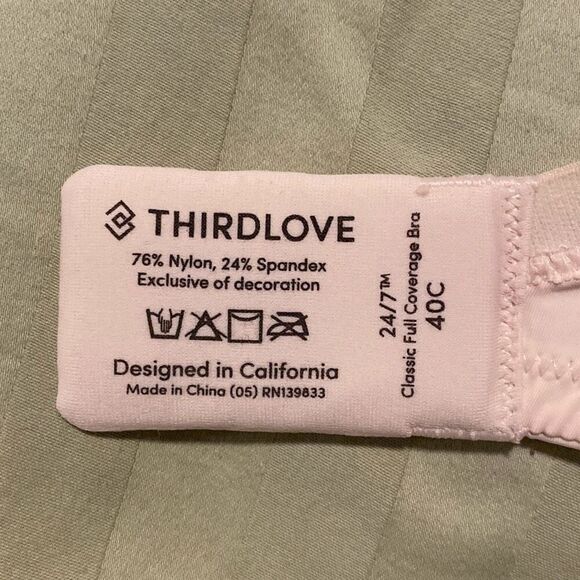 THIRDLOVE
76% Nylon, 24% Spandex
Exclusive of decoration
Designed in California
Made in China (05) RN139833
24/7™
Classic Full Coverage Bra
40C